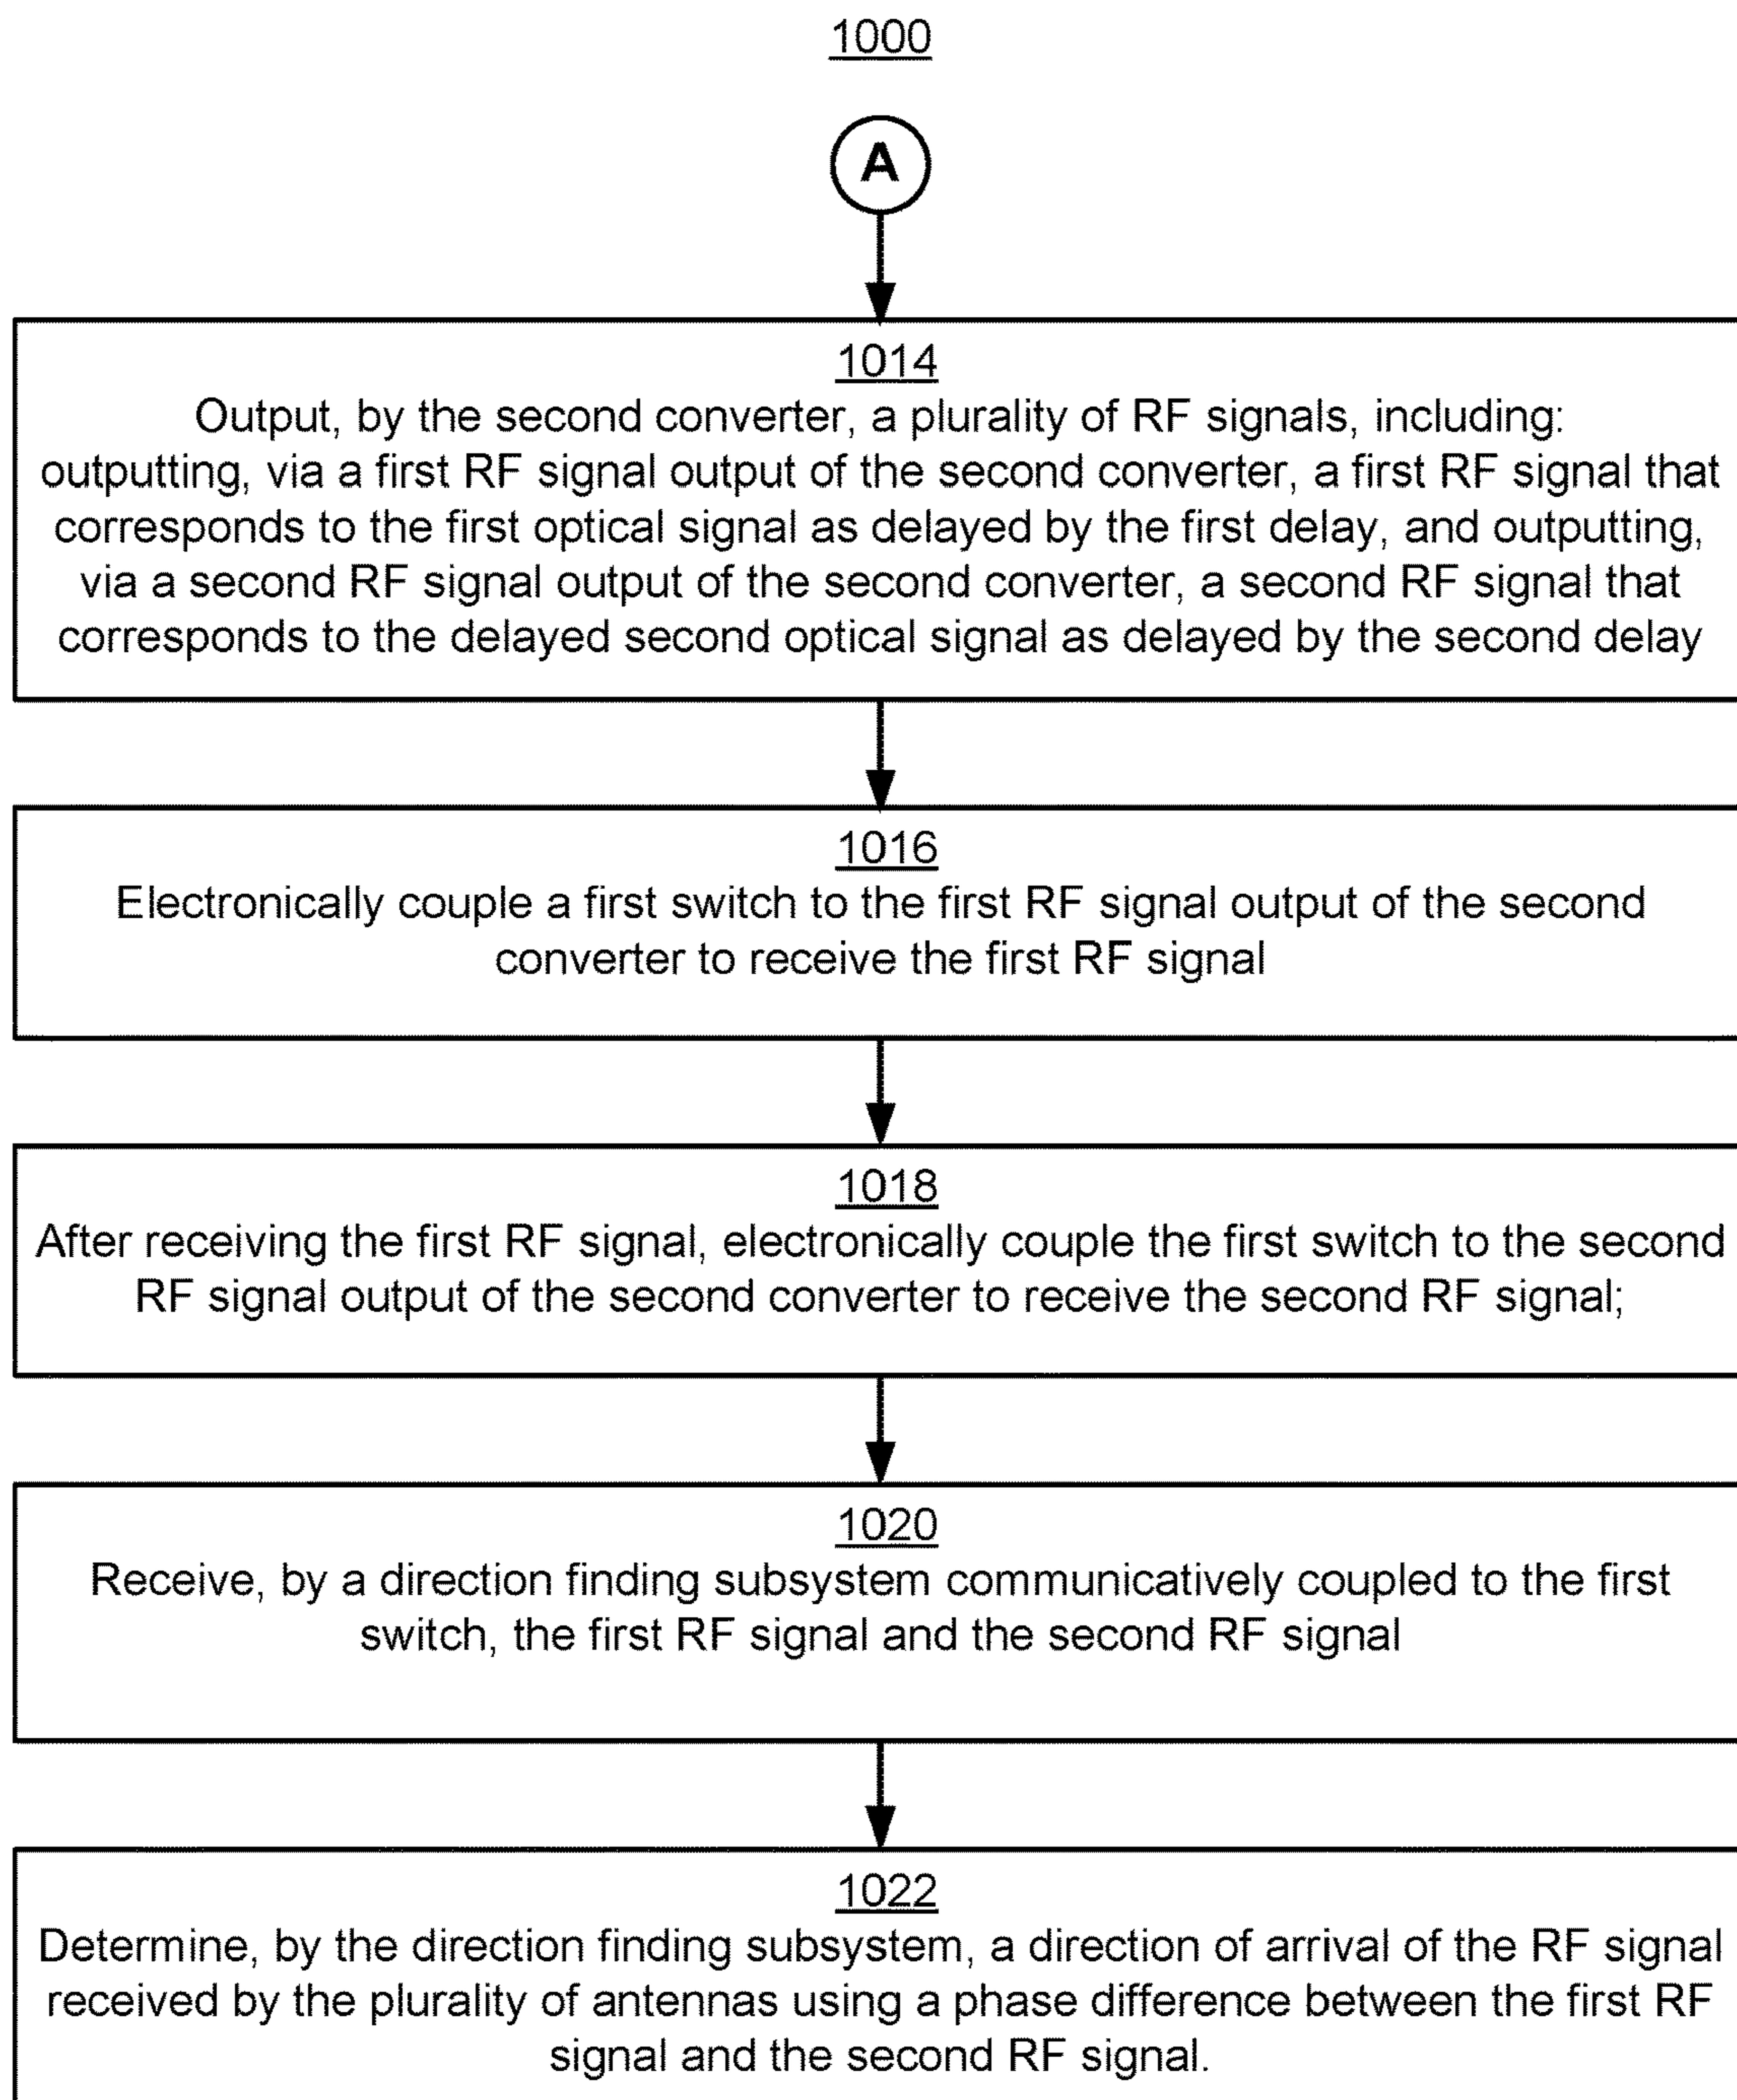 1000
A
1014
Output, by the second converter, a plurality of RF signals, including:
outputting, via a first RF signal output of the second converter, a first RF signal that
corresponds to the first optical signal as delayed by the first delay, and outputting,
via a second RF signal output of the second converter, a second RF signal that
corresponds to the delayed second optical signal as delayed by the second delay
1016
Electronically couple a first switch to the first RF signal output of the second
converter to receive the first RF signal
1018
After receiving the first RF signal, electronically couple the first switch to the second
RF signal output of the second converter to receive the second RF signal;
1020
Receive, by a direction finding subsystem communicatively coupled to the first
switch, the first RF signal and the second RF signal
1022
Determine, by the direction finding subsystem, a direction of arrival of the RF signal
received by the plurality of antennas using a phase difference between the first RF
signal and the second RF signal.